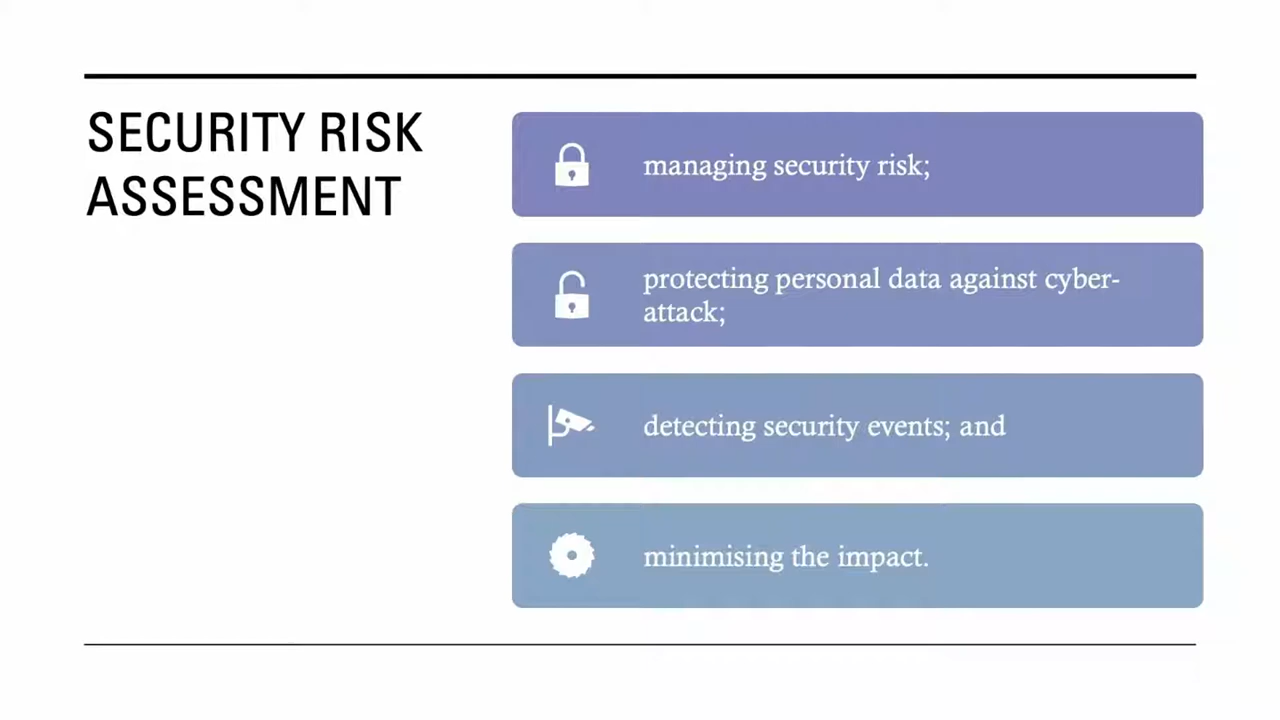 SECURITY RISK
ASSESSMENT
managing security risk;
protecting personal data against cyber-
attack;
detecting security events; and
minimising the impact.